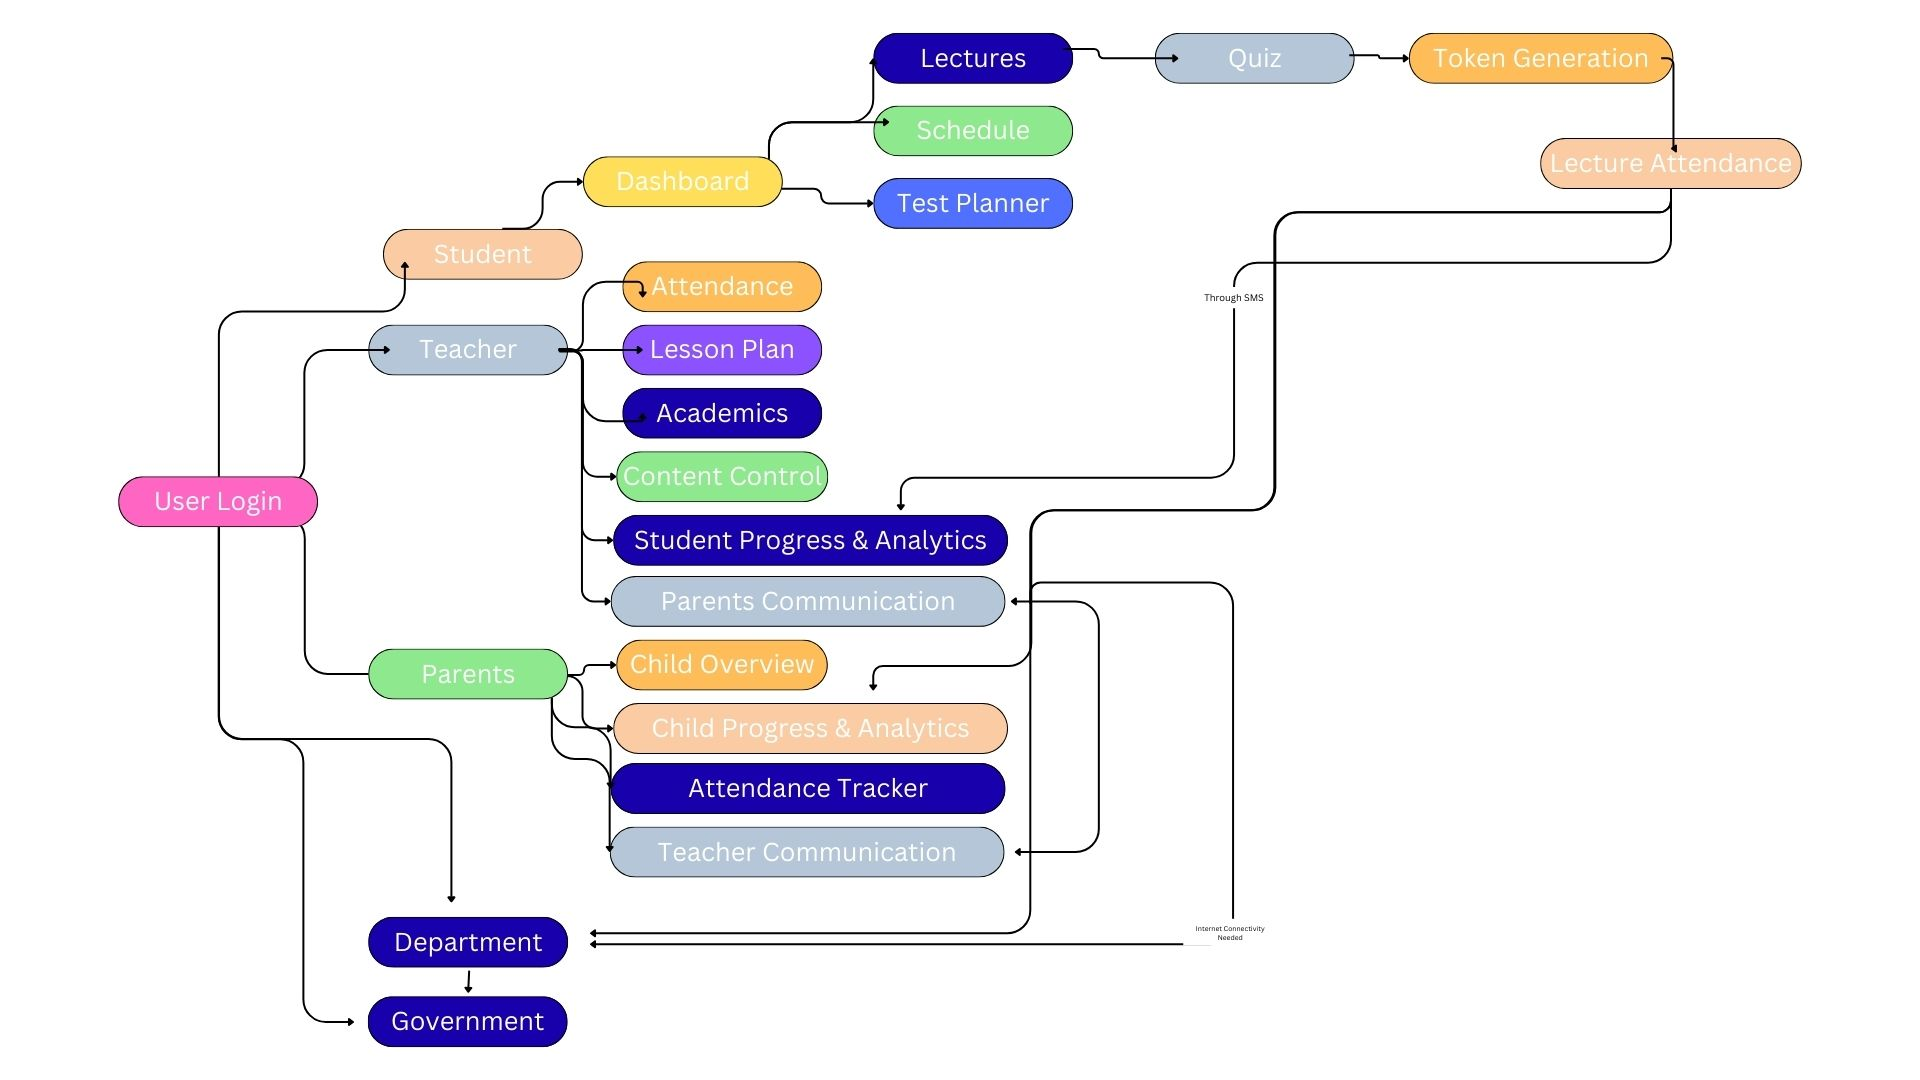 Lectures
Quiz
Token Generation
Schedule
Lecture Attendance
Dashboard
Test Planner
Student
Attendance
Through SMS
Teacher
Lesson Plan
Academics
Content Control
User Login
Student Progress & Analytics
Parents Communication
Child Overview
Parents
Child Progress & Analytics
Attendance Tracker
Teacher Communication
Internet Connectivity
Needed
Department
Government